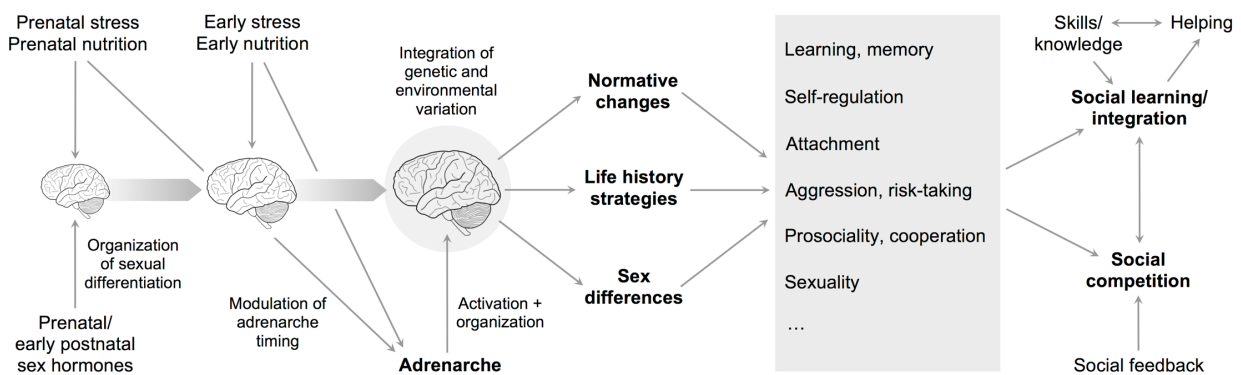 Prenatal stress
Prenatal nutrition
Early stress
Early nutrition
Integration of
genetic and
environmental
variation
Organization
of sexual
differentiation
Prenatal/
early postnatal
sex hormones
Modulation of
adrenarche
timing
Activation +
organization
Adrenarche
Normative
changes
Life history
strategies
Sex
differences
Learning, memory
Self-regulation
Attachment
Aggression, risk-taking
Prosociality, cooperation
Sexuality
...
Skills/
knowledge
Helping
Social learning/
integration
Social
competition
Social feedback